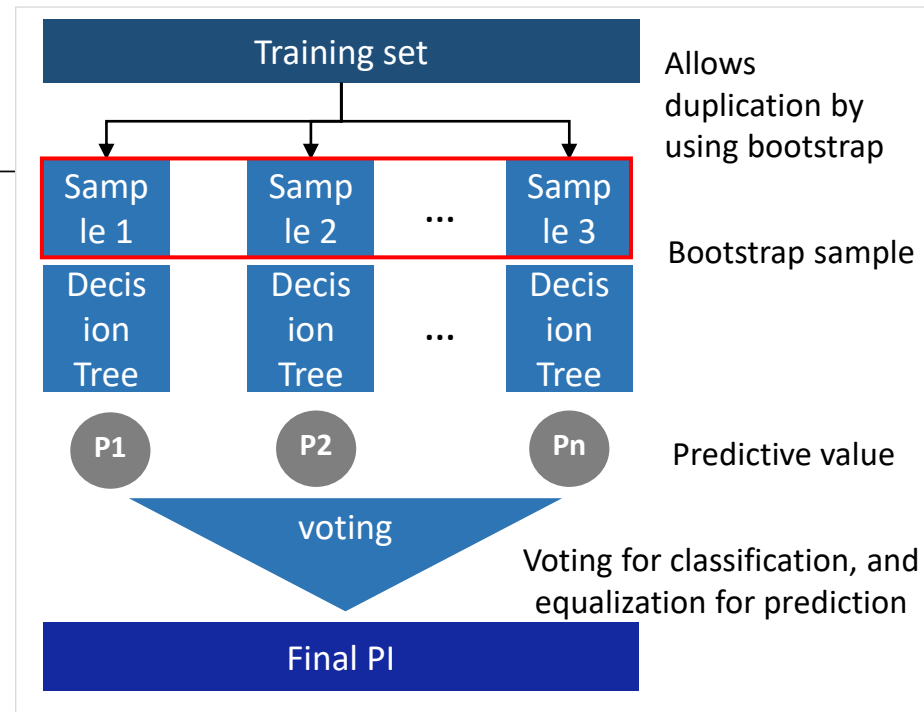 Training set
Allows
duplication by
using bootstrap
Samp
le 1
Samp
le 2
...
Samp
le 3
Bootstrap sample
Decis
ion
Tree
Decis
ion
Tree
...
Decis
ion
Tree
P1
P2
Pn
Predictive value
voting
Voting for classification, and
equalization for prediction
Final PI